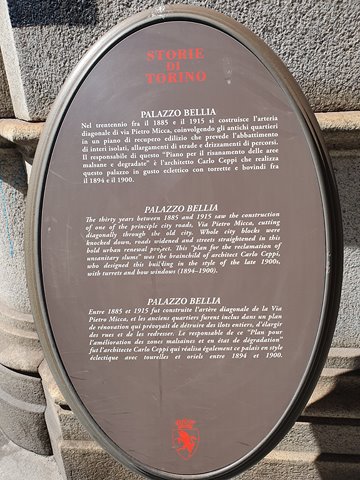 STORIE
DI
TORINO
PALAZZO BELLIA
Nel trentennio fra il 1885 e il 1915 si costruisce l'arteria
diagonale di via Pietro Micca, coinvolgendo gli antichi quartieri
in un piano di recupero edilizio che prevede l'abbattimento
di interi isolati, allargamenti di strade e drizzamenti di percorsi.
Il responsabile di questo "Piano per il risanamento delle aree
malsane e degradate" è l'architetto Carlo Ceppi che realizza
questo palazzo in gusto eclettico con torrette e bovindi fra
il 1894 e il 1900.
PALAZZO BELLIA
The thirty years between 1885 and 1915 saw the construction
of one of the principle city roads, Via Pietro Micca, cutting
diagonally through the old city. Whole city blocks were
knocked down, roads widened and streets straightened in this
bold urban renewal project. This "plan for the reclamation of
unsanitary slums" was the brainchild of architect Carlo Ceppi,
who designed this building in the style of the late 1900s,
with turrets and bow windows (1894-1900).
PALAZZO BELLIA
Entre 1885 et 1915 fut construite l'artère diagonale de la Via
Pietro Micca, et les anciens quartiers furent inclus dans un plan
de rénovation qui prévoyait de détruire des îlots entiers, d'élargir
des rues et de les redresser. Le responsable de ce "Plan pour
l'amélioration des zones malsaines et en état de dégradation"
fut l'architecte Carlo Ceppi qui réalisa également ce palais en style
éclectique avec tourelles et oriels entre 1894 et 1900.